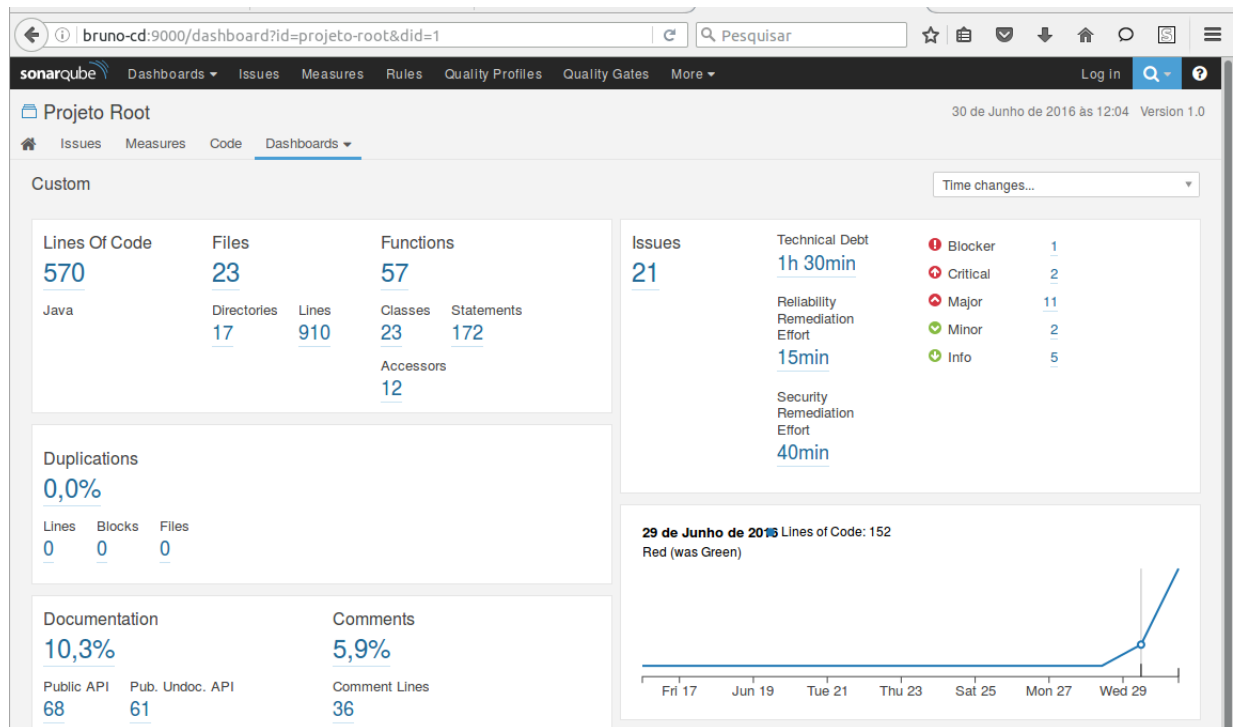 bruno-cd:9000/dashboard?id=projeto-root&did=1
Pesquisar
sonarqube Dashboards Issues Measures Rules Quality Profiles Quality Gates More Log in
Projeto Root
30 de Junho de 2016 às 12:04 Version 1.0
Issues Measures Code Dashboards
Custom
Time changes...
Lines Of Code Files Functions
570 23 57
Java Directories Lines Classes Statements
17 910 23 172
Accessors
12
Issues
21
Technical Debt
1h 30min
Reliability
Remediation
Effort
15min
Security
Remediation
Effort
40min
Blocker 1
Critical 2
Major 11
Minor 2
Info 5
Duplications
0,0%
Lines Blocks Files
0 0 0
29 de Junho de 2016 Lines of Code: 152
Red (was Green)
Fri 17 Jun 19 Tue 21 Thu 23 Sat 25 Mon 27 Wed 29
Documentation Comments
10,3% 5,9%
Public API Pub. Undoc. API Comment Lines
68 61 36